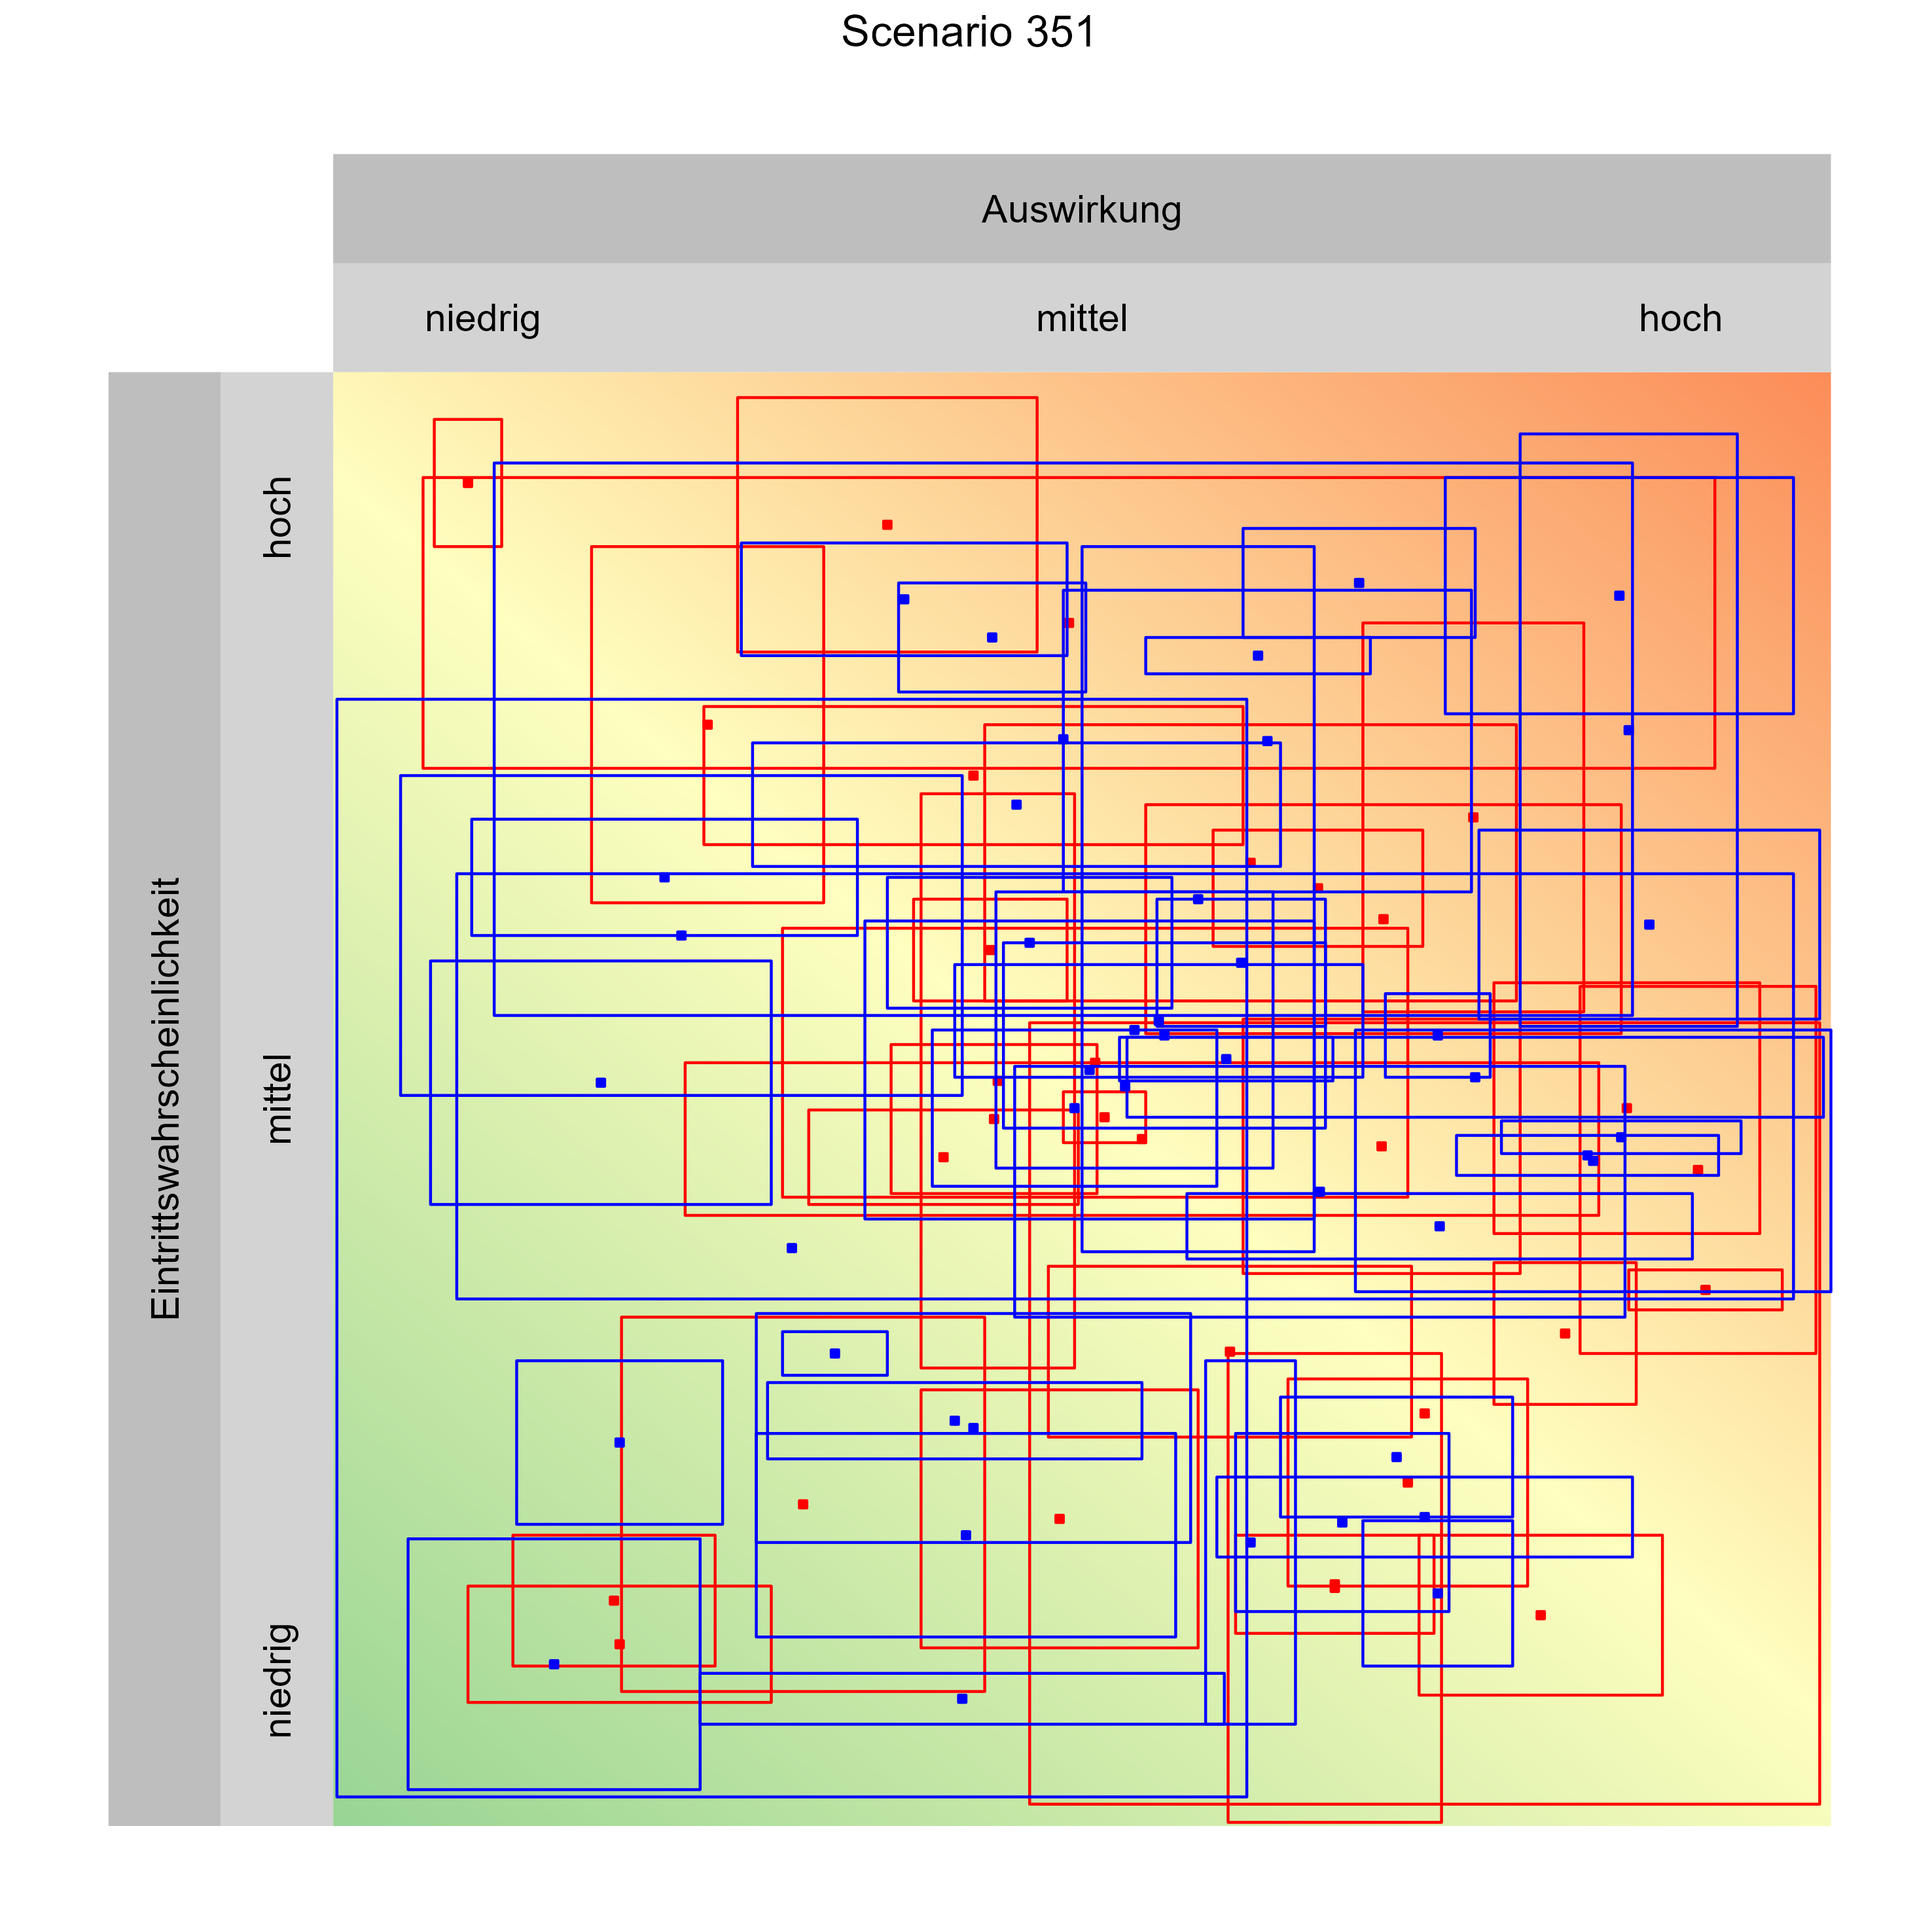 Scenario 351
Auswirkung
niedrig mittel hoch
Eintrittswahrscheinlichkeit
hoch
mittel
niedrig